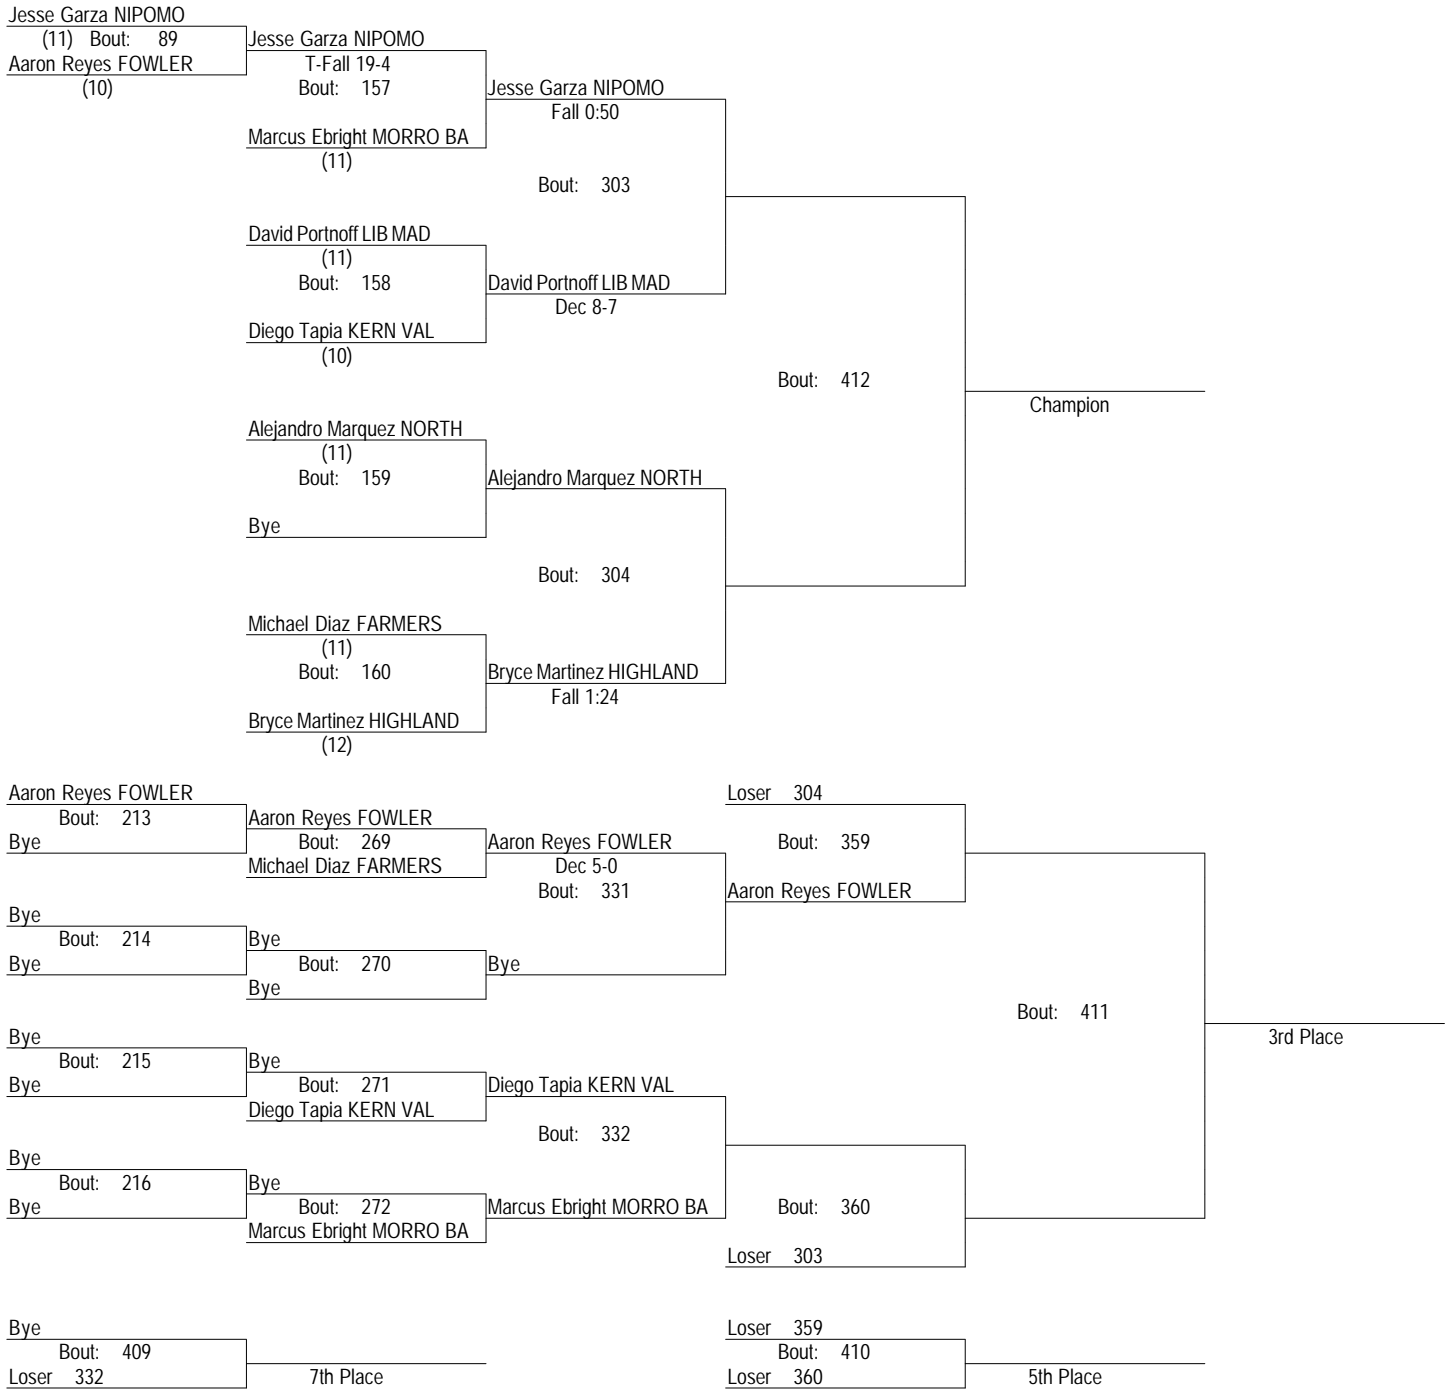 Jesse Garza NIPOMO
(11) Bout: 89
Aaron Reyes FOWLER
(10)
Jesse Garza NIPOMO
T-Fall 19-4
Bout: 157
Marcus Ebright MORRO BA
(11)
Jesse Garza NIPOMO
Fall 0:50
Bout: 303
David Portnoff LIB MAD
(11)
Bout: 158
Diego Tapia KERN VAL
(10)
David Portnoff LIB MAD
Dec 8-7
Bout: 412
Champion
Alejandro Marquez NORTH
(11)
Bout: 159
Bye
Alejandro Marquez NORTH
Bout: 304
Michael Diaz FARMERS
(11)
Bout: 160
Bryce Martinez HIGHLAND
(12)
Bryce Martinez HIGHLAND
Fall 1:24
Aaron Reyes FOWLER
Bout: 213
Bye
Aaron Reyes FOWLER
Bout: 269
Michael Diaz FARMERS
Aaron Reyes FOWLER
Dec 5-0
Bout: 331
Loser 304
Bout: 359
Aaron Reyes FOWLER
Bye
Bout: 214
Bye
Bye
Bout: 270
Bye
Bye
Bout: 411
3rd Place
Bye
Bout: 215
Bye
Bye
Bout: 271
Diego Tapia KERN VAL
Diego Tapia KERN VAL
Bout: 332
Bye
Bout: 216
Bye
Bye
Bout: 272
Marcus Ebright MORRO BA
Marcus Ebright MORRO BA
Bout: 360
Loser 303
Bye
Bout: 409
Loser 332
7th Place
Loser 359
Bout: 410
Loser 360
5th Place